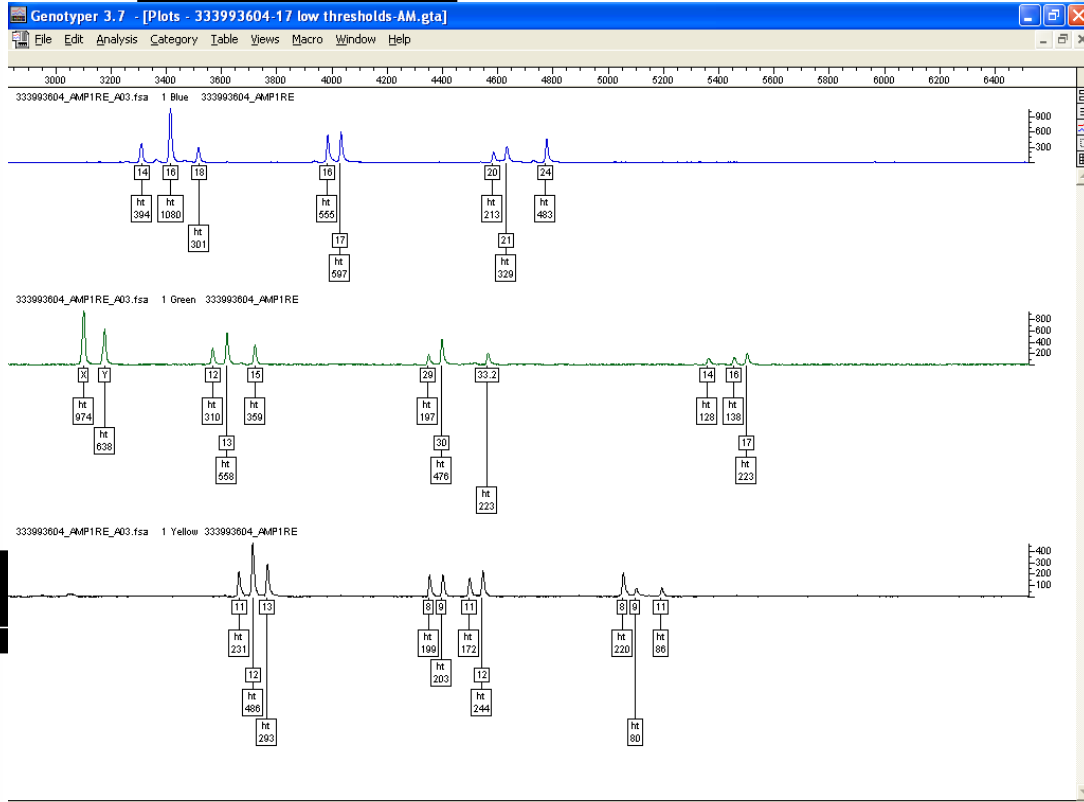 Genotyper 3.7 - [Plots - 333993604-17 low thresholds-AM.gta]
File Edit Analysis Category Table Views Macro Window Help
3000 3200 3400 3600 3800 4000 4200 4400 4600 4800 5000 5200 5400 5600 5800 6000 6200 6400
333993604_AMP1RE_A03.fsa 1 Blue 333993604_AMP1RE
900
600
300
14 16 18 16 20 24
ht ht ht ht ht
394 1080 555 213 483
ht
301
17 21
ht ht
597 329
333993604_AMP1RE_A03.fsa 1 Green 333993604_AMP1RE
800
600
400
200
X Y 12 15 29 33.2 14 16
ht ht ht ht ht ht ht
974 310 359 197 128 138
ht
638
13 30 17
ht ht ht
558 476 223
ht
223
333993604_AMP1RE_A03.fsa 1 Yellow 333993604_AMP1RE
400
300
200
100
11 13 8 9 11 8 9 11
ht ht ht ht ht
231 199 172 220 86
ht
203
12 12
ht ht
486 244
ht ht
293 80